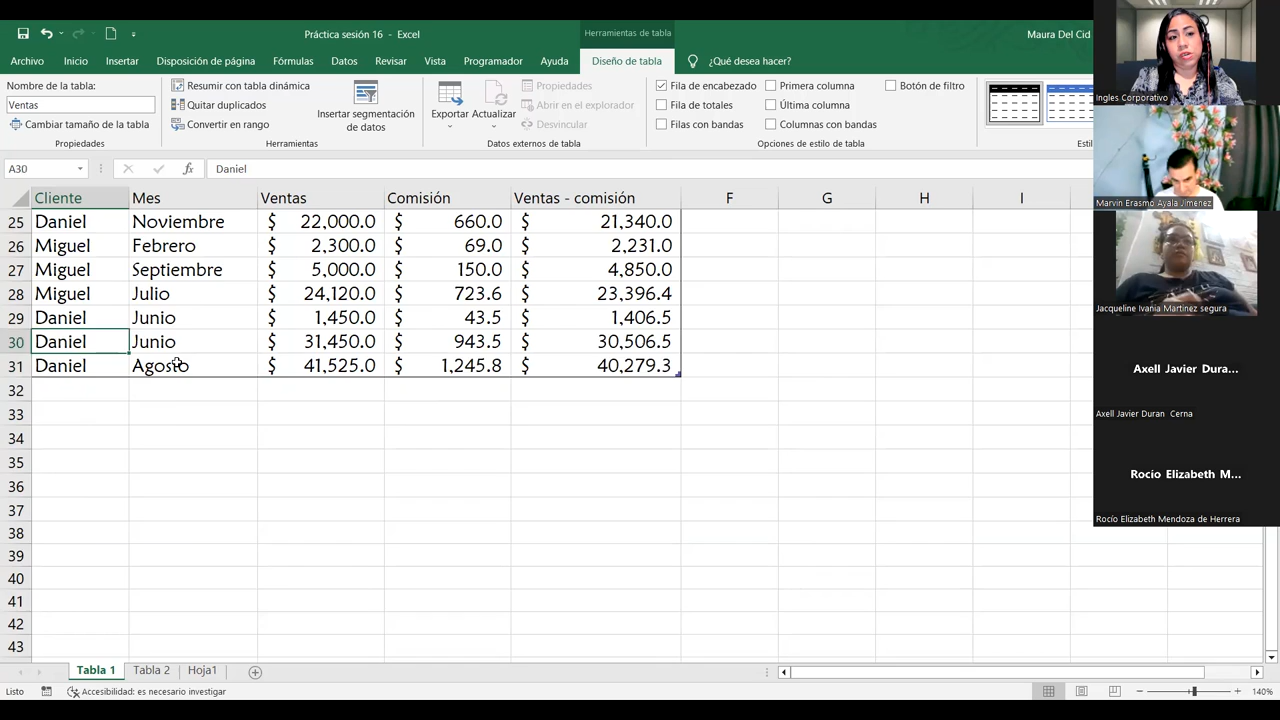 Práctica sesión 16 - Excel
Herramientas de tabla
Maura Del Cid
Archivo Inicio Insertar Disposición de página Fórmulas Datos Revisar Vista Programador Ayuda Diseño de tabla ¿Qué desea hacer?
Nombre de la tabla:
Ventas
Cambiar tamaño de la tabla
Propiedades
Resumir con tabla dinámica
Quitar duplicados
Convertir en rango
Insertar segmentación
de datos
Herramientas
Exportar
Actualizar
Propiedades
Abrir en el explorador
Desvincular
Datos externos de tabla
Fila de encabezado
Fila de totales
Filas con bandas
Primera columna
Última columna
Columnas con bandas
Botón de filtro
Opciones de estilo de tabla
Estil
A30 fx Daniel
Cliente Mes Ventas Comisión Ventas - comisión F G H I
25 Daniel Noviembre $ 22,000.0 $ 660.0 $ 21,340.0
26 Miguel Febrero $ 2,300.0 $ 69.0 $ 2,231.0
27 Miguel Septiembre $ 5,000.0 $ 150.0 $ 4,850.0
28 Miguel Julio $ 24,120.0 $ 723.6 $ 23,396.4
29 Daniel Junio $ 1,450.0 $ 43.5 $ 1,406.5
30 Daniel Junio $ 31,450.0 $ 943.5 $ 30,506.5
31 Daniel Agosto $ 41,525.0 $ 1,245.8 $ 40,279.3
32
33
34
35
36
37
38
39
40
41
42
43
Tabla 1 Tabla 2 Hoja1
Listo Accesibilidad: es necesario investigar 140%
Ingles Corporativo
Marvin Erasmo Ayala Jiménez
Jacqueline Ivania Martinez segura
Axell Javier Dura...
Axell Javier Duran Cerna
Rocío Elizabeth M...
Rocío Elizabeth Mendoza de Herrera